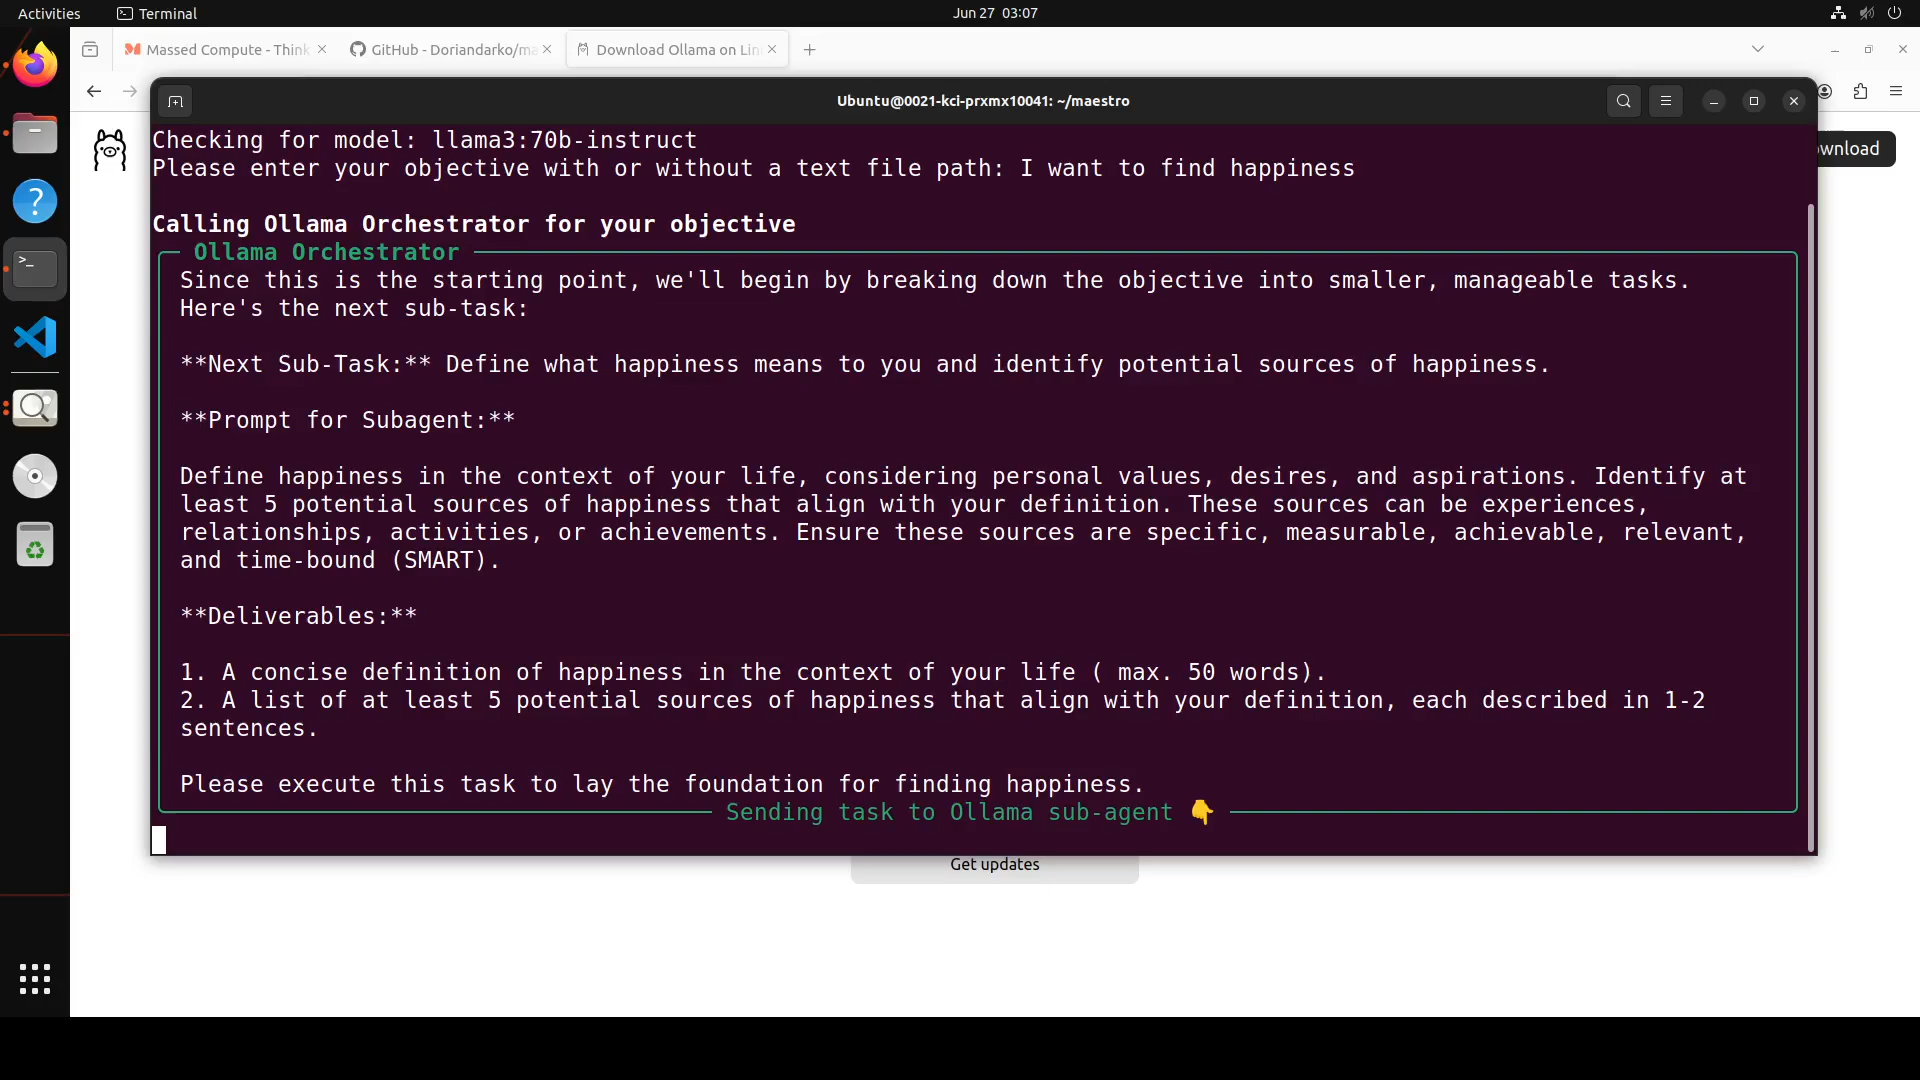 Activities
Terminal
Jun 27 03:07
Massed Compute - Think
GitHub - Doriandarko/ma
Download Ollama on Lin
Ubuntu@0021-kci-prxmx10041: ~/maestro
wnload
Checking for model: llama3:70b-instruct
Please enter your objective with or without a text file path: I want to find happiness
Calling Ollama Orchestrator for your objective
Ollama Orchestrator
Since this is the starting point, we'll begin by breaking down the objective into smaller, manageable tasks.
Here's the next sub-task:
**Next Sub-Task:** Define what happiness means to you and identify potential sources of happiness.
**Prompt for Subagent:**
Define happiness in the context of your life, considering personal values, desires, and aspirations. Identify at
least 5 potential sources of happiness that align with your definition. These sources can be experiences,
relationships, activities, or achievements. Ensure these sources are specific, measurable, achievable, relevant,
and time-bound (SMART).
**Deliverables:**
1. A concise definition of happiness in the context of your life ( max. 50 words).
2. A list of at least 5 potential sources of happiness that align with your definition, each described in 1-2
sentences.
Please execute this task to lay the foundation for finding happiness.
Sending task to Ollama sub-agent 👇
Get updates